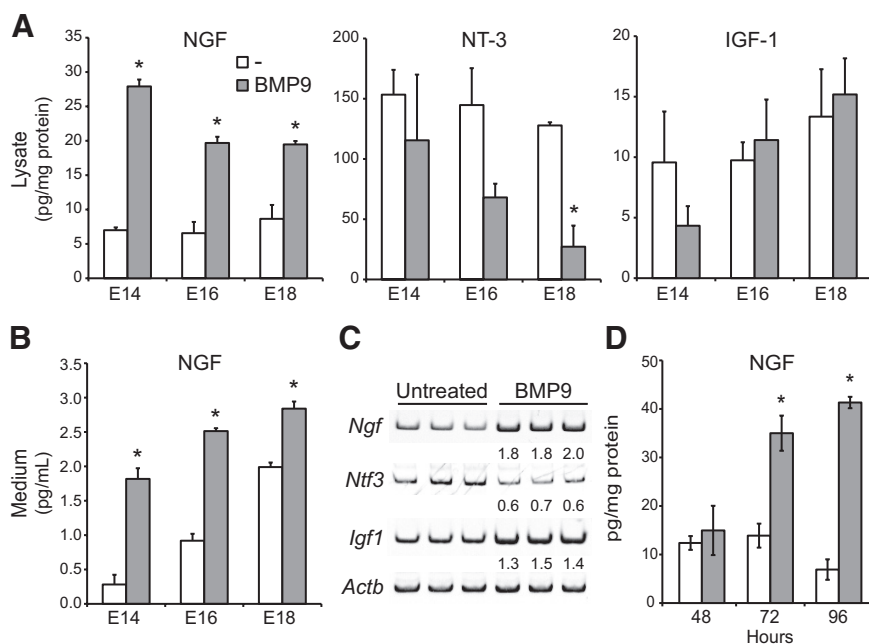 A
NGF
NT-3
IGF-1
-
BMP9
Lysate
(pg/mg protein)
35
30
25
20
15
10
5
0
*
*
*
E14
E16
E18
200
150
100
50
0
*
E14
E16
E18
20
15
10
5
0
E14
E16
E18
B
NGF
Medium
(pg/mL)
3.5
3.0
2.5
2.0
1.5
1.0
0.5
0.0
*
*
*
E14
E16
E18
C
Untreated
BMP9
Ngf
1.8 1.8 2.0
Ntf3
0.6 0.7 0.6
Igf1
1.3 1.5 1.4
Actb
D
NGF
pg/mg protein
50
40
30
20
10
0
*
*
48
72
96
Hours